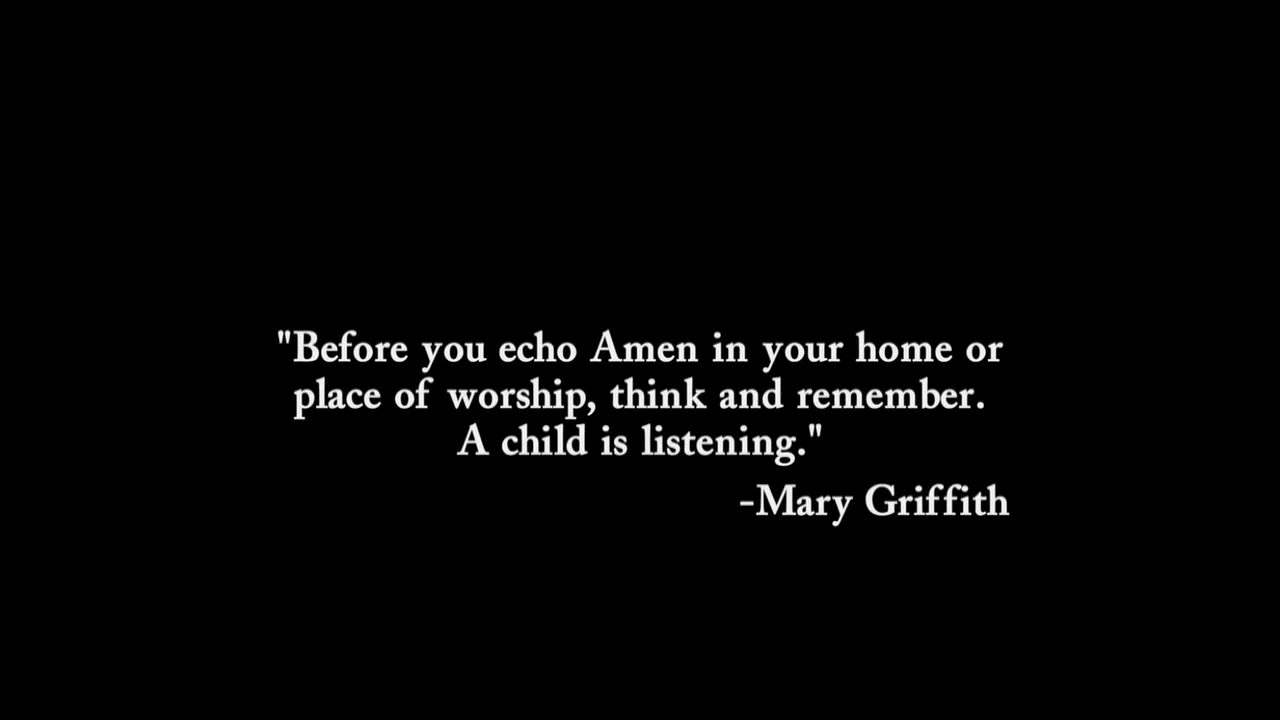 "Before you echo Amen in your home or
place of worship, think and remember.
A child is listening."
-Mary Griffith